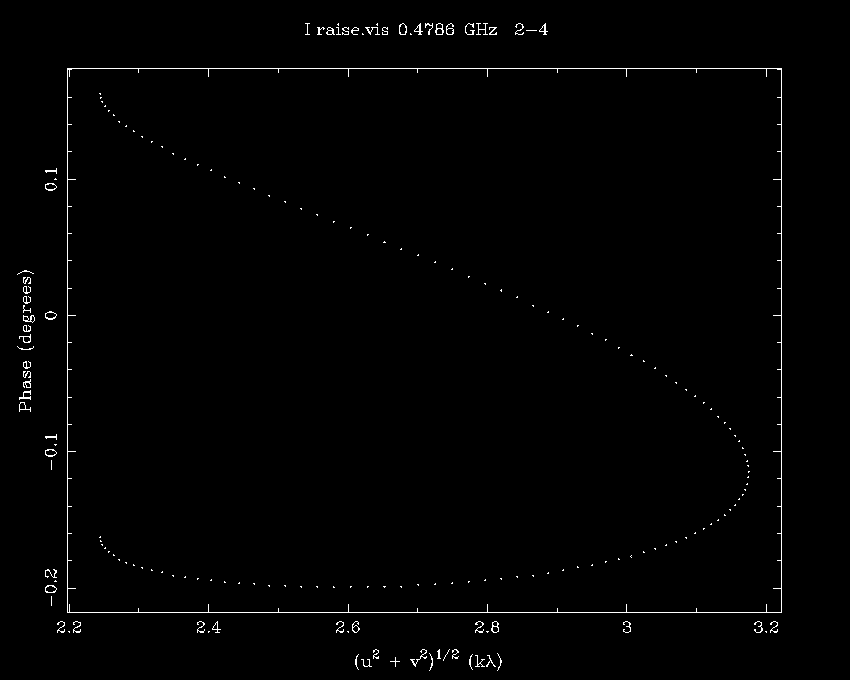 I raise.vis 0.4786 GHz 2−4
Phase (degrees)
0.1
0
−0.1
−0.2
2.2 2.4 2.6 2.8 3 3.2
(u² + v²)^1/2 (kλ)